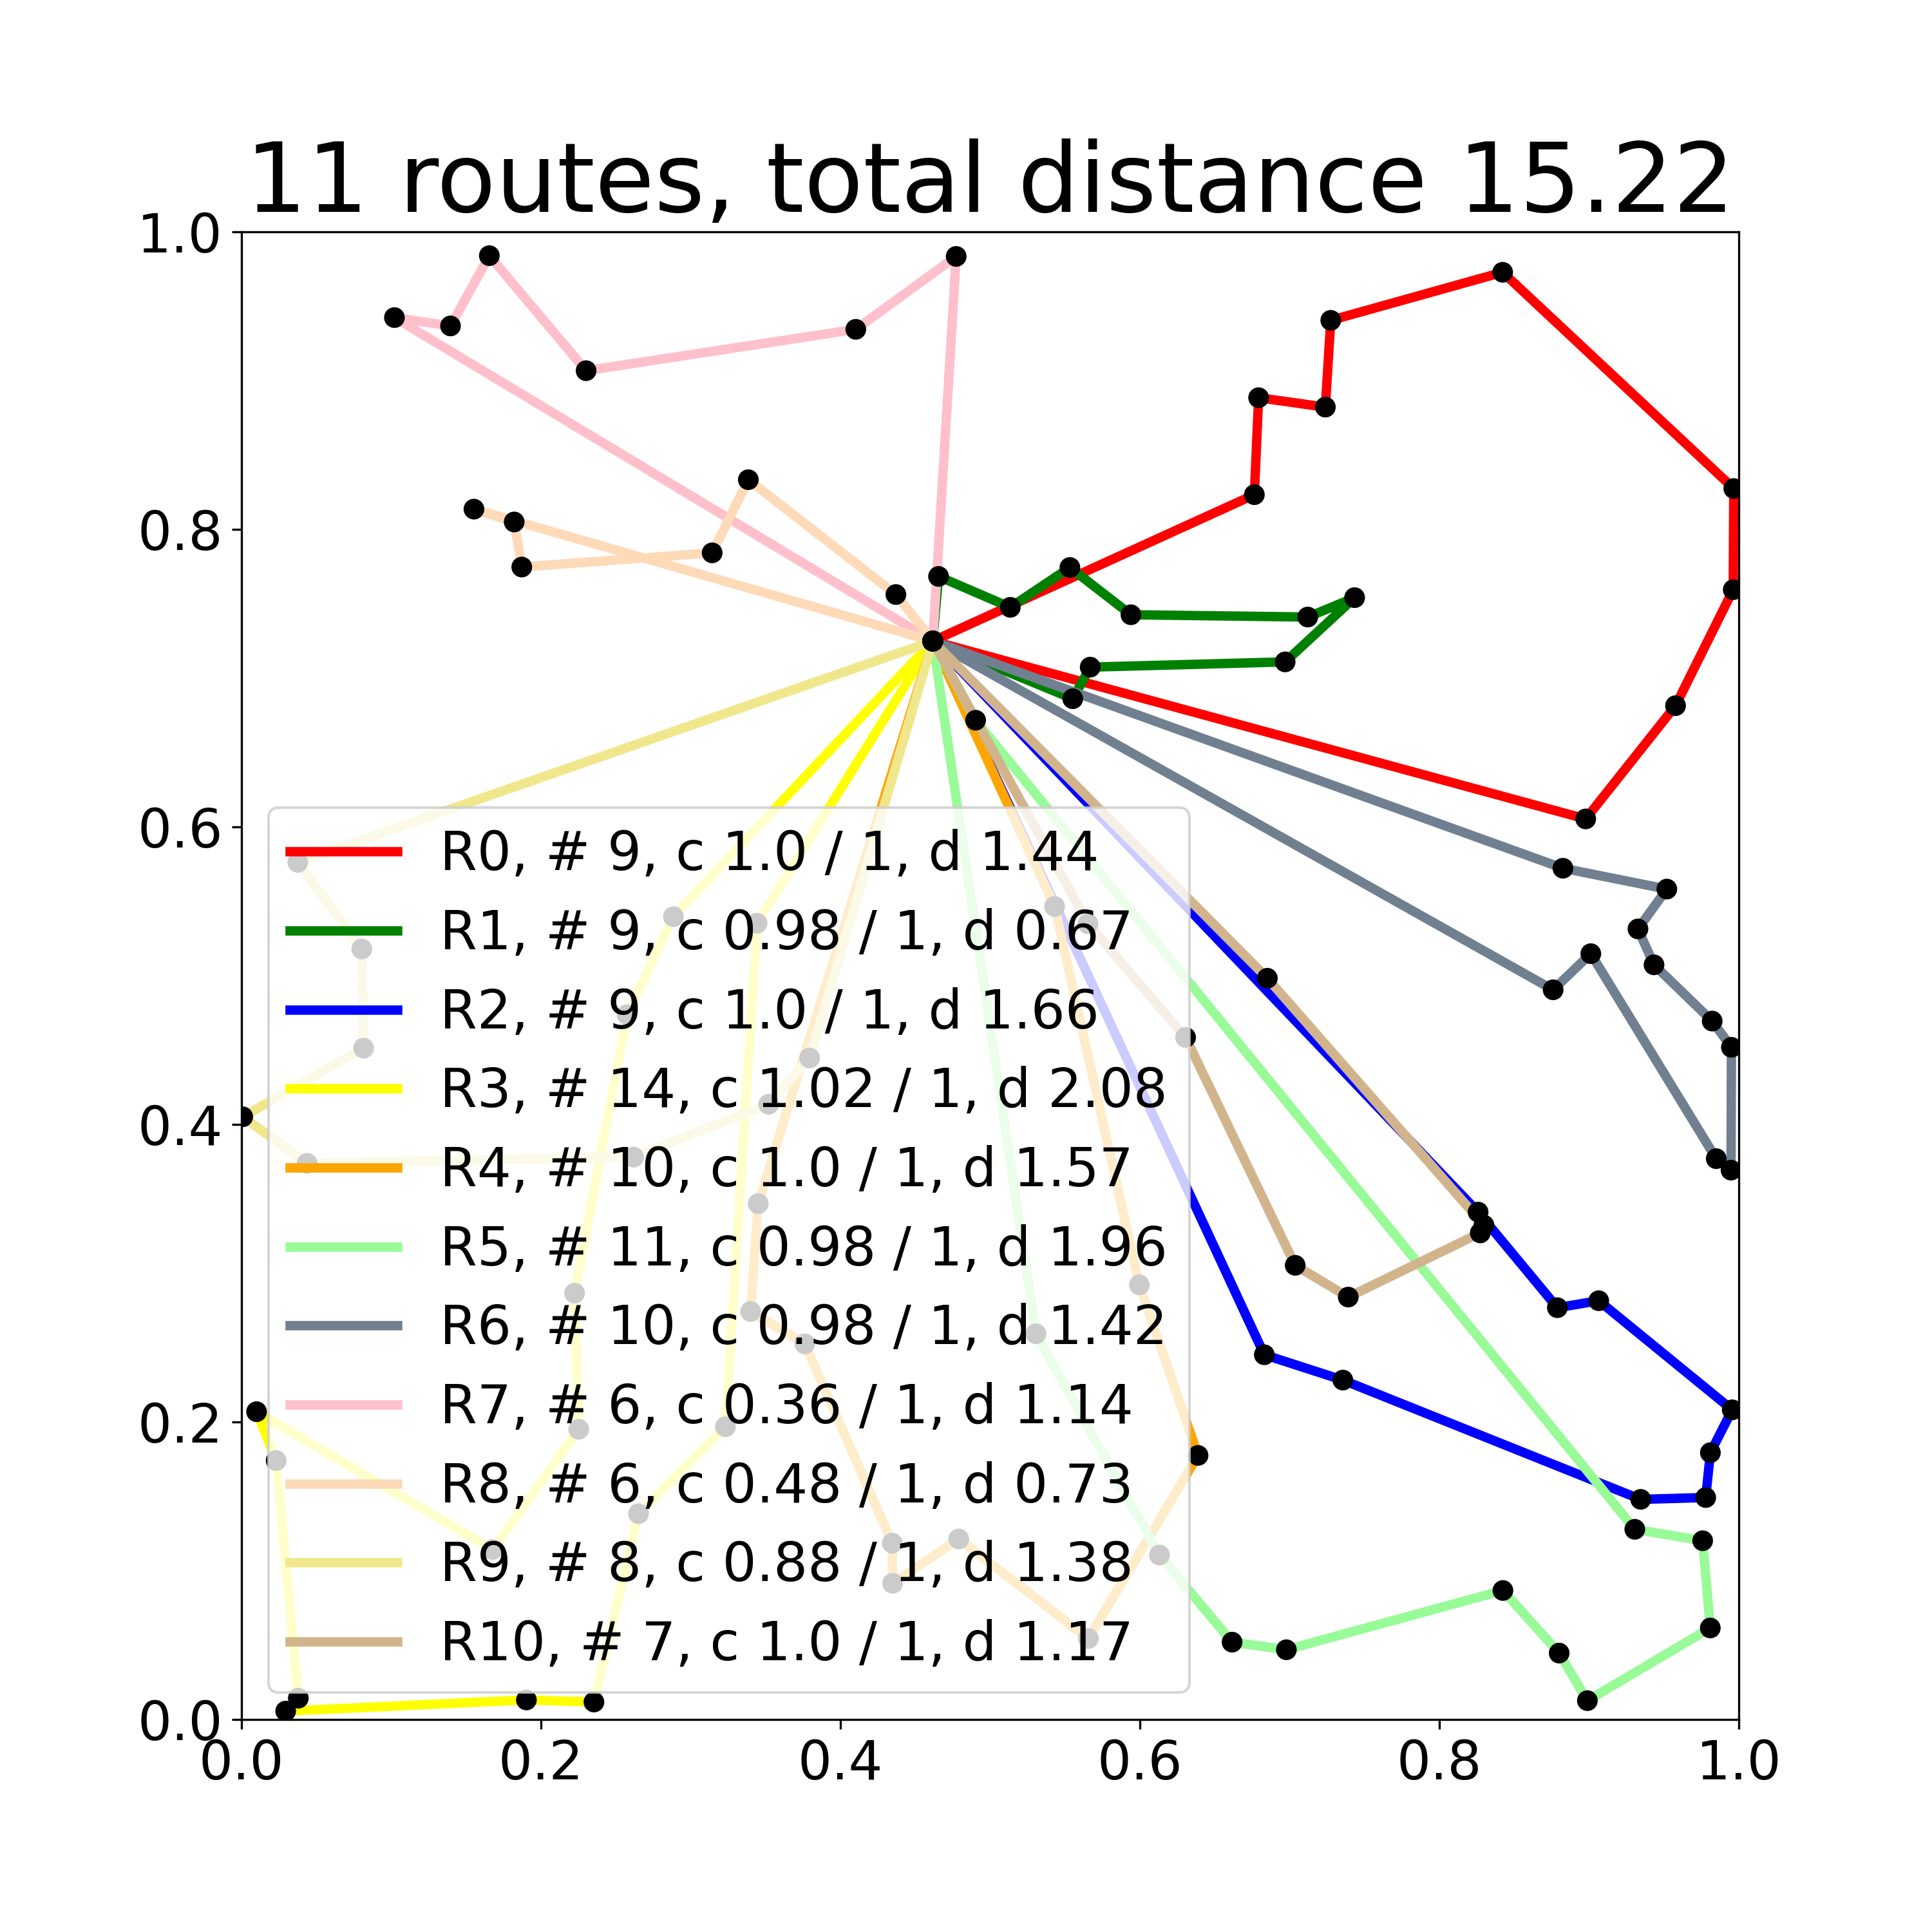 11 routes, total distance 15.22
1.0
0.8
0.6
0.4
0.2
0.0
R0, # 9, c 1.0 / 1, d 1.44
R1, # 9, c 0.98 / 1, d 0.67
R2, # 9, c 1.0 / 1, d 1.66
R3, # 14, c 1.02 / 1, d 2.08
R4, # 10, c 1.0 / 1, d 1.57
R5, # 11, c 0.98 / 1, d 1.96
R6, # 10, c 0.98 / 1, d 1.42
R7, # 6, c 0.36 / 1, d 1.14
R8, # 6, c 0.48 / 1, d 0.73
R9, # 8, c 0.88 / 1, d 1.38
R10, # 7, c 1.0 / 1, d 1.17
0.0 0.2 0.4 0.6 0.8 1.0